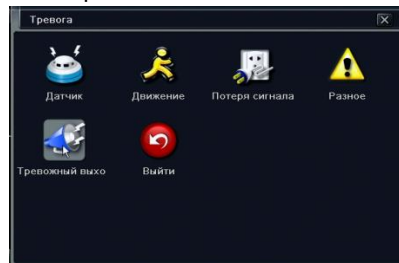 Тревога
Датчик Движение Потеря сигнала Разное
Тревожный выхо Выйти